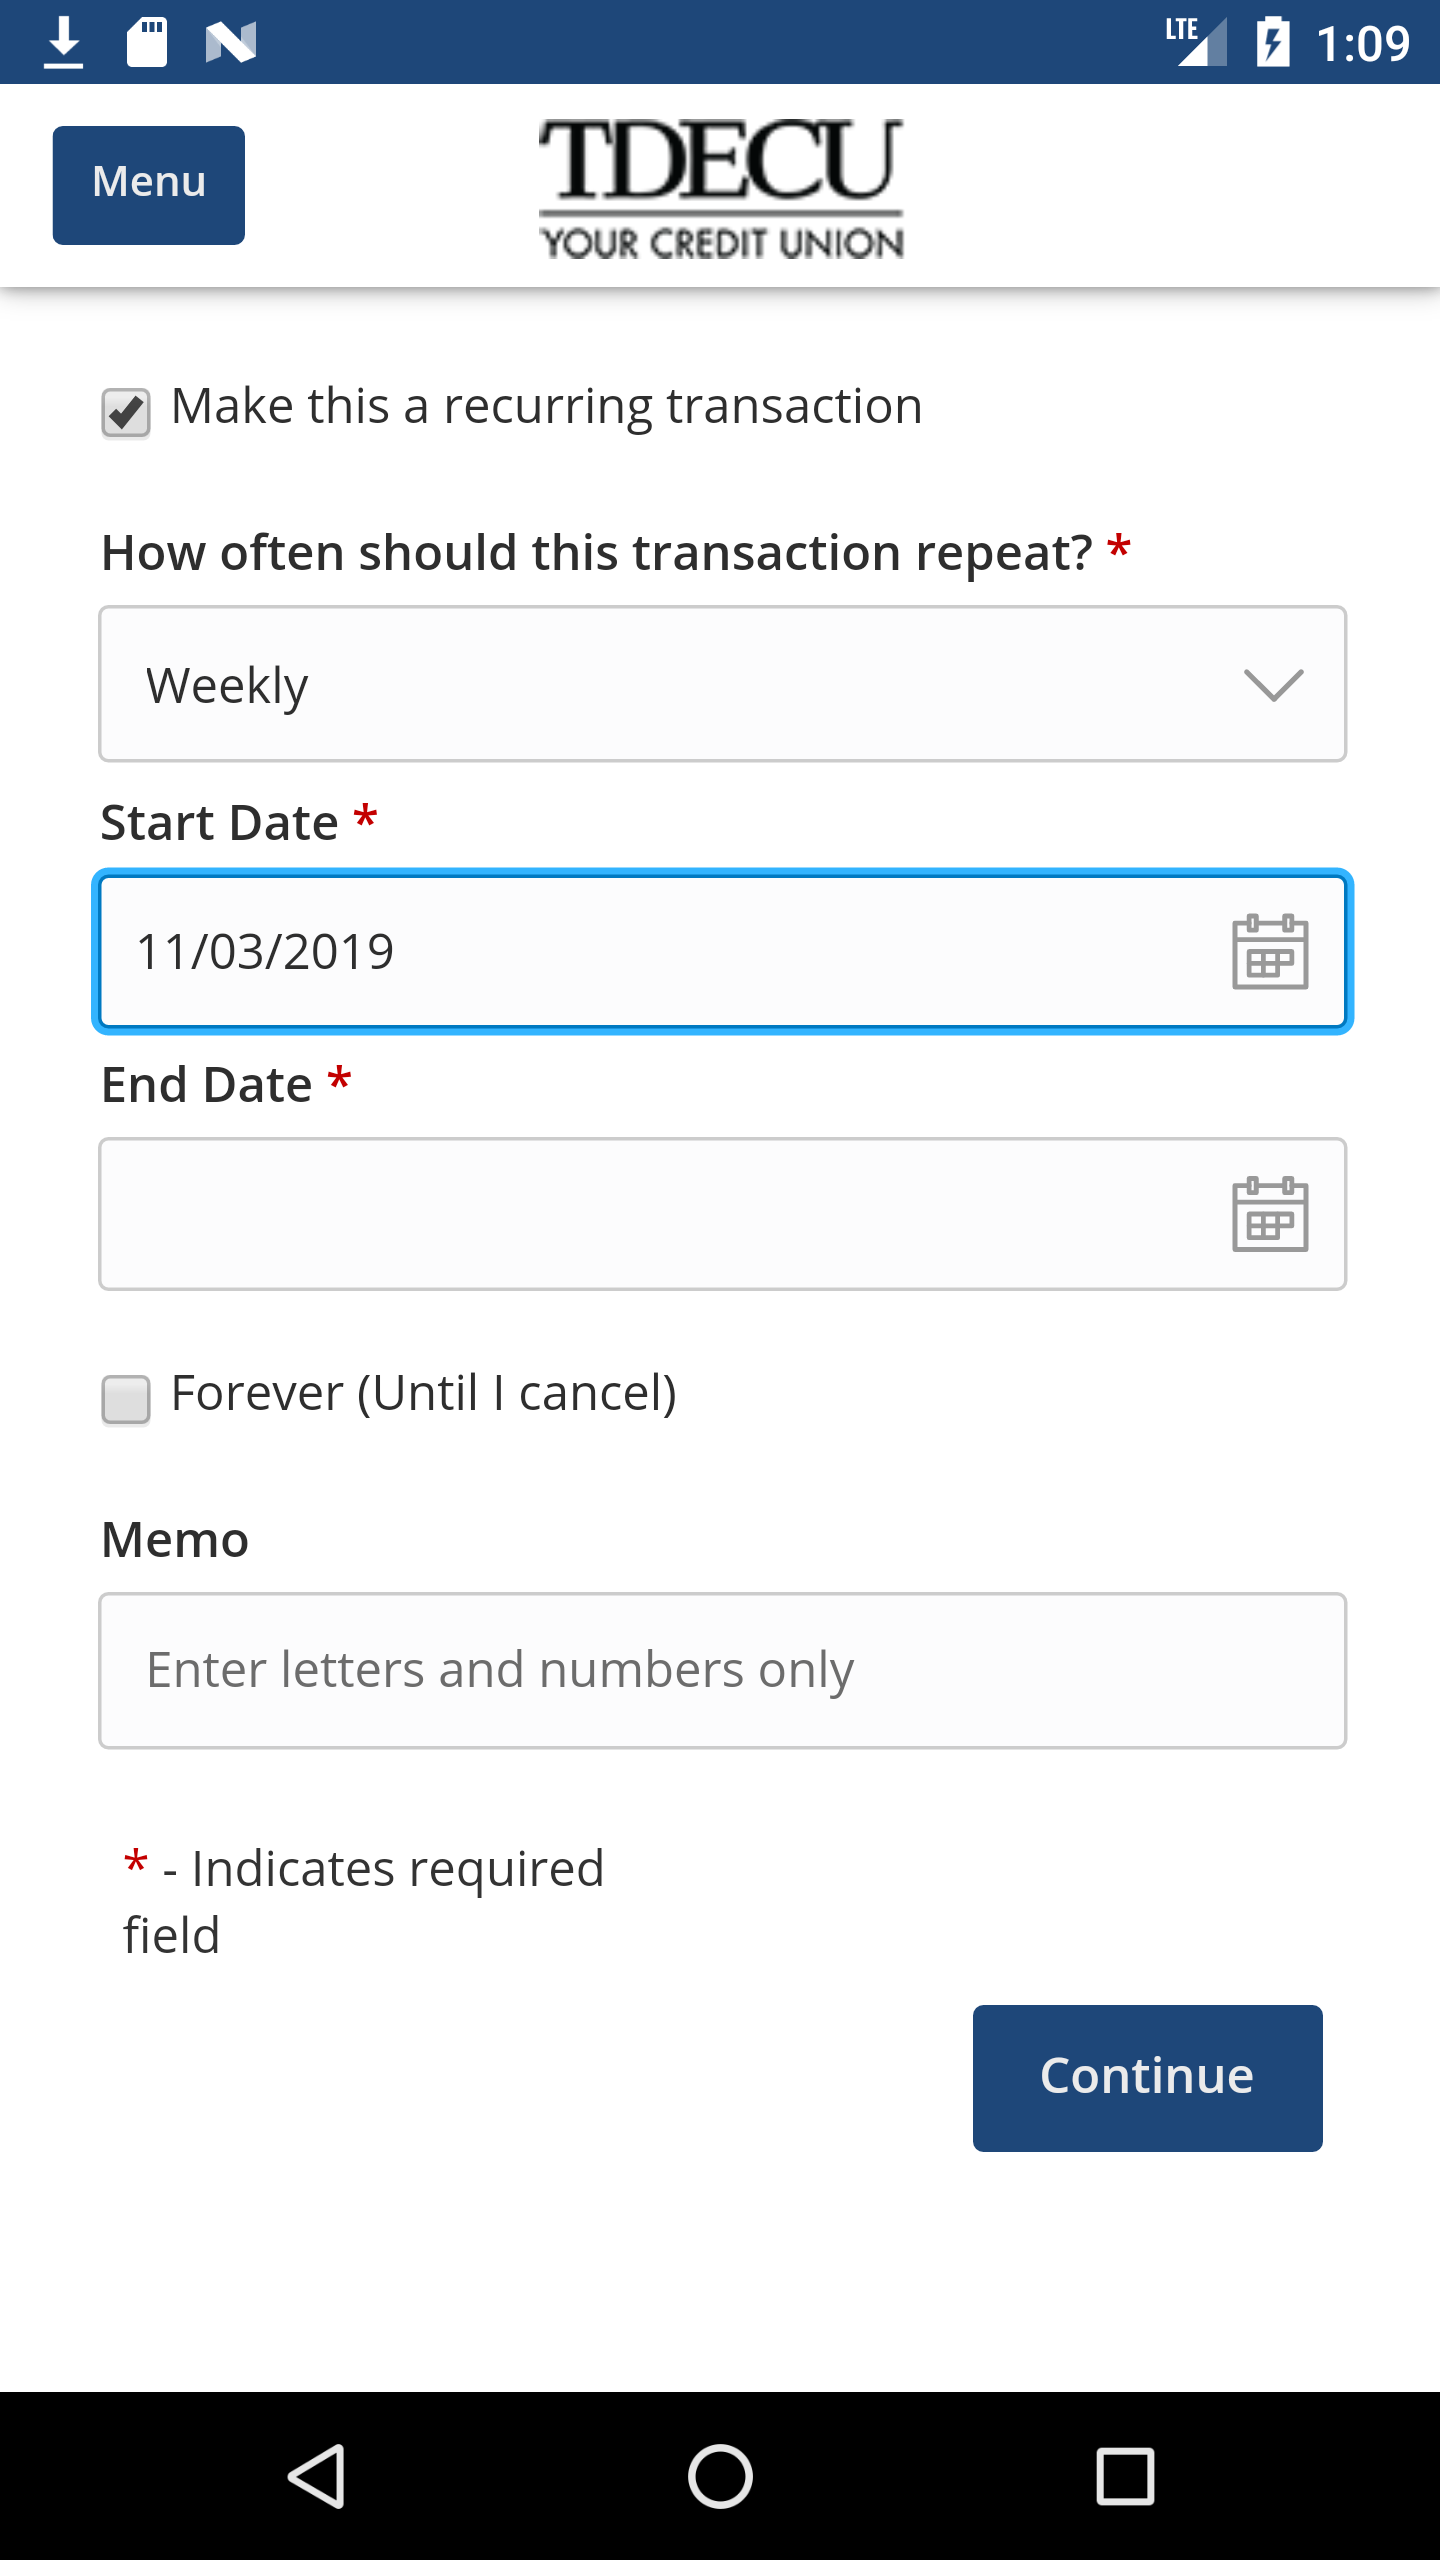 LTE 1:09
Menu
TDECU
YOUR CREDIT UNION
Make this a recurring transaction
How often should this transaction repeat? *
Weekly
Start Date *
11/03/2019
End Date *
Forever (Until I cancel)
Memo
Enter letters and numbers only
* - Indicates required
field
Continue